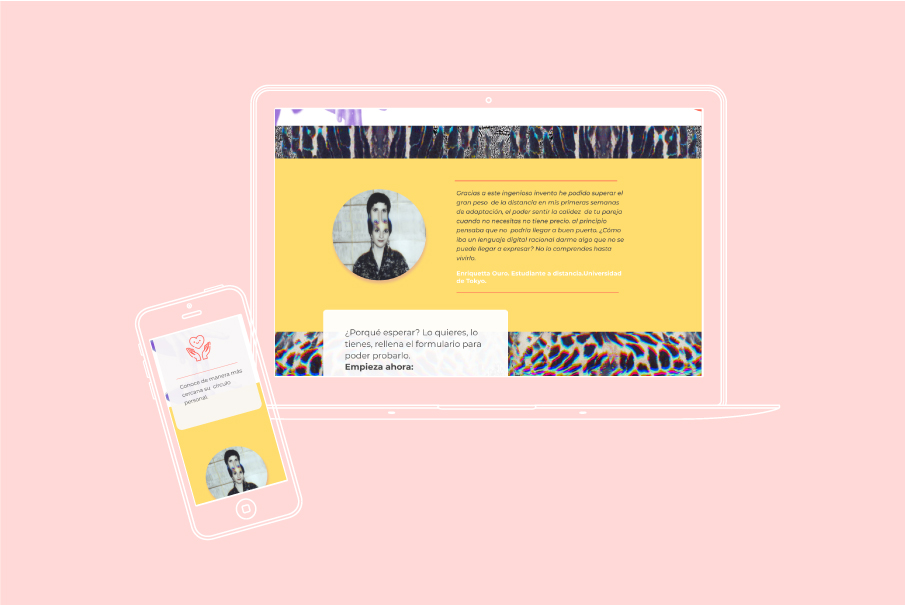 Gracias a este ingenioso invento he podido superar el
gran peso de la distancia en mis primeras semanas
de adaptación, el poder sentir la calidez de tu pareja
cuando no necesitas no tiene precio. al principio
pensaba que no podría llegar a buen puerto. ¿Cómo
iba un lenguaje digital racional darme algo que no se
puede llegar a expresar? No lo comprendes hasta
vivirlo.
Enriquetta Oura. Estudiante a distancia.Universidad
de Tokyo.
¿Porqué esperar? Lo quieres, lo
tienes, rellena el formulario para
poder probarlo.
Empieza ahora:
Conoce de manera más
cercana su círculo
personal.